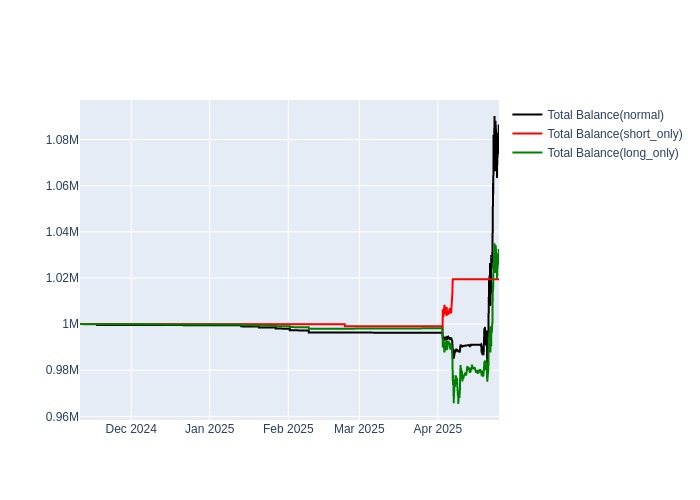 Total Balance(normal)
Total Balance(short_only)
Total Balance(long_only)
1.08M
1.06M
1.04M
1.02M
1M
0.98M
0.96M
Dec 2024
Jan 2025
Feb 2025
Mar 2025
Apr 2025